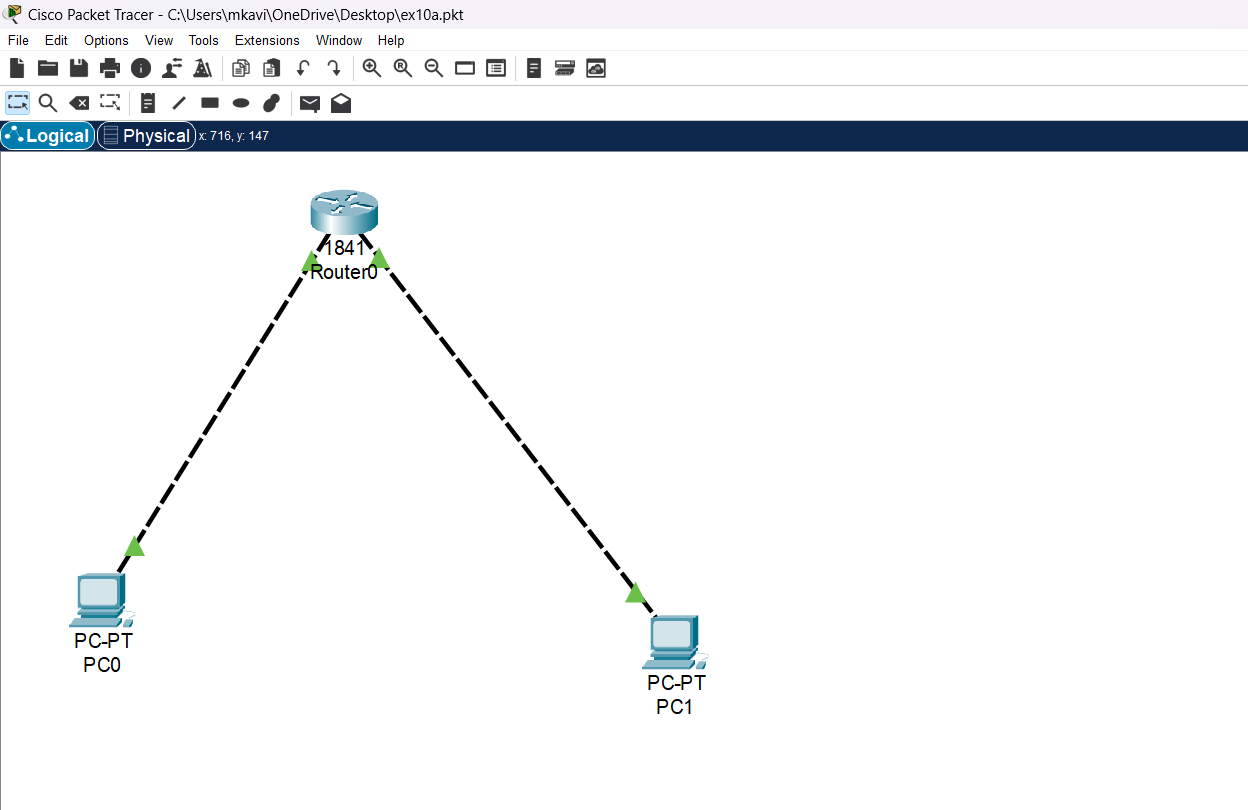 Cisco Packet Tracer - C:\Users\mkavi\OneDrive\Desktop\ex10a.pkt
File Edit Options View Tools Extensions Window Help
Logical Physical x: 716, y: 147
1841
Router0
PC-PT
PC0
PC-PT
PC1